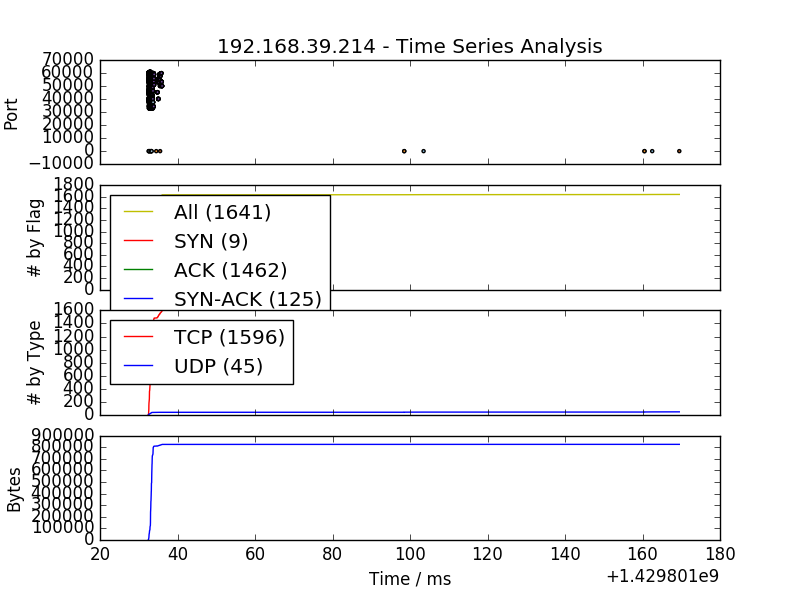 192.168.39.214 - Time Series Analysis
70000
60000
50000
40000
30000
20000
10000
0
−10000
Port
1800
1600
1400
1200
1000
800
600
400
200
0
# by Flag
All (1641)
SYN (9)
ACK (1462)
SYN-ACK (125)
1600
1400
1200
1000
800
600
400
200
0
# by Type
TCP (1596)
UDP (45)
900000
800000
700000
600000
500000
400000
300000
200000
100000
0
Bytes
20 40 60 80 100 120 140 160 180
Time / ms
+1.429801e9